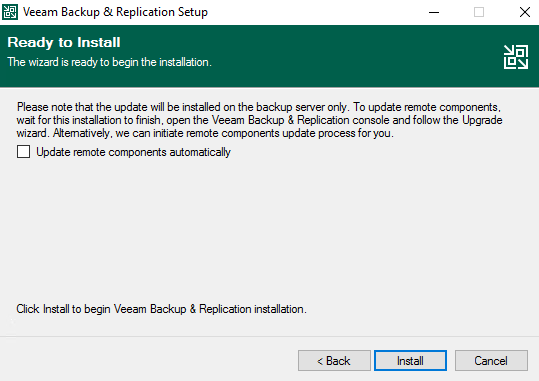 Veeam Backup & Replication Setup
Ready to Install
The wizard is ready to begin the installation.
Please note that the update will be installed on the backup server only. To update remote components,
wait for this installation to finish, open the Veeam Backup & Replication console and follow the Upgrade
wizard. Alternatively, we can initiate remote components update process for you.
Update remote components automatically
Click Install to begin Veeam Backup & Replication installation.
< Back
Install
Cancel